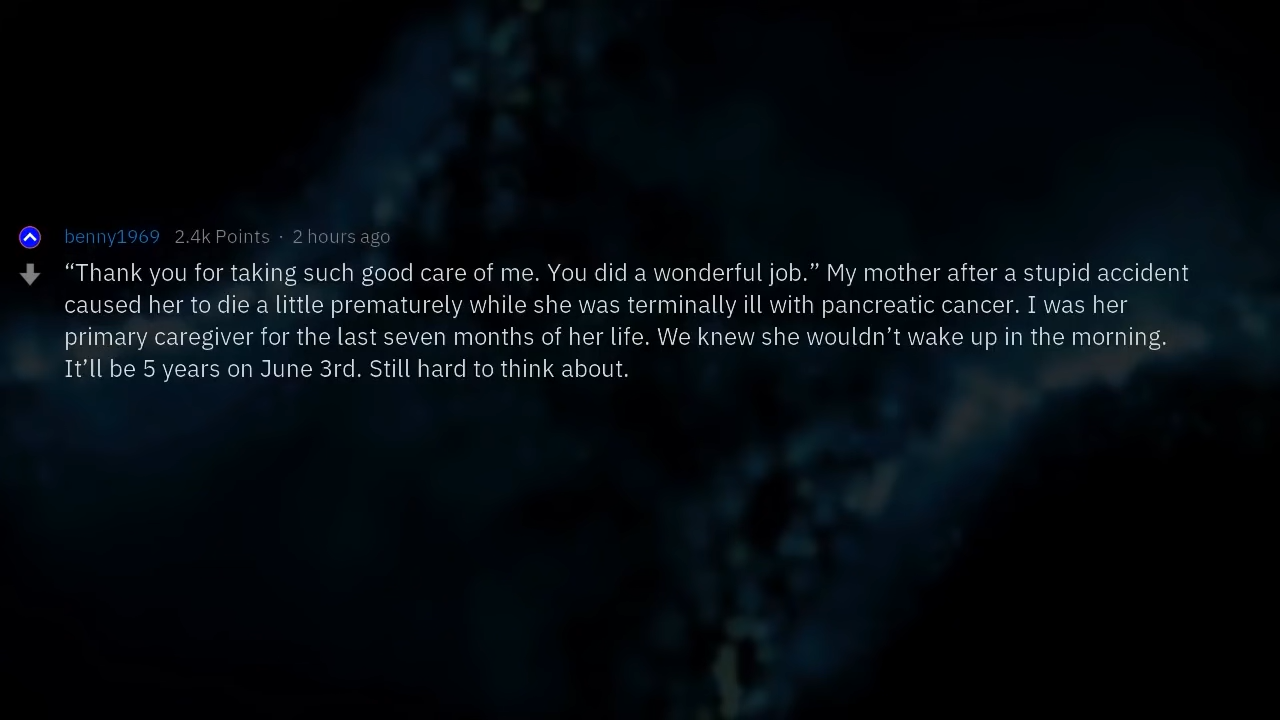 benny1969 2.4k Points · 2 hours ago
“Thank you for taking such good care of me. You did a wonderful job.” My mother after a stupid accident
caused her to die a little prematurely while she was terminally ill with pancreatic cancer. I was her
primary caregiver for the last seven months of her life. We knew she wouldn’t wake up in the morning.
It’ll be 5 years on June 3rd. Still hard to think about.